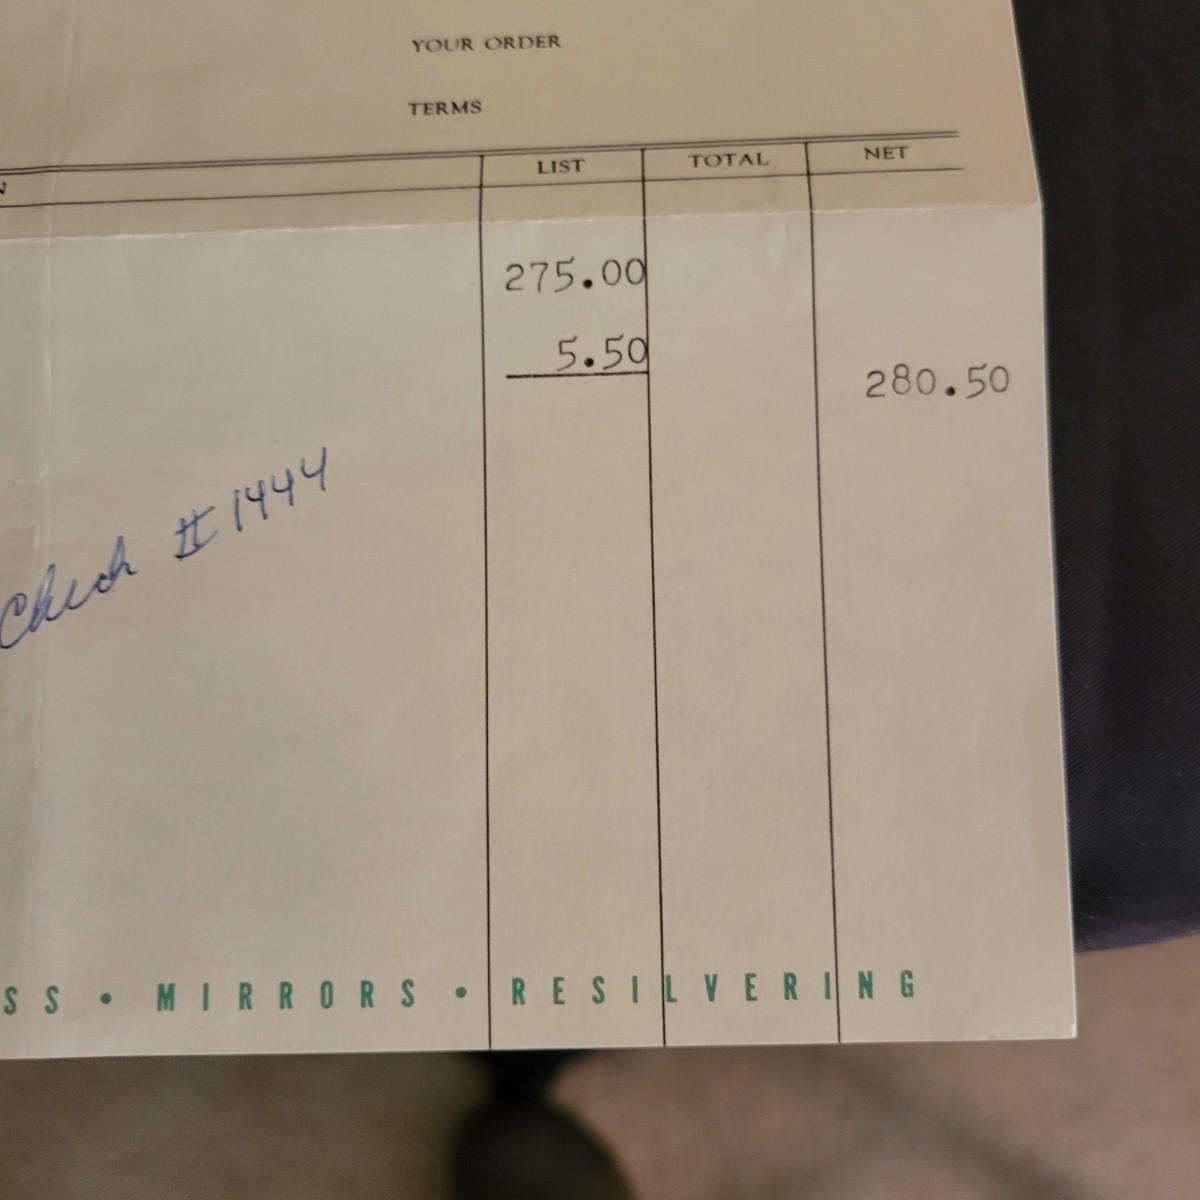 YOUR ORDER
TERMS
N LIST TOTAL NET
275.00
5.50
280.50
Check # 1444
SS • MIRRORS • RESILVERING